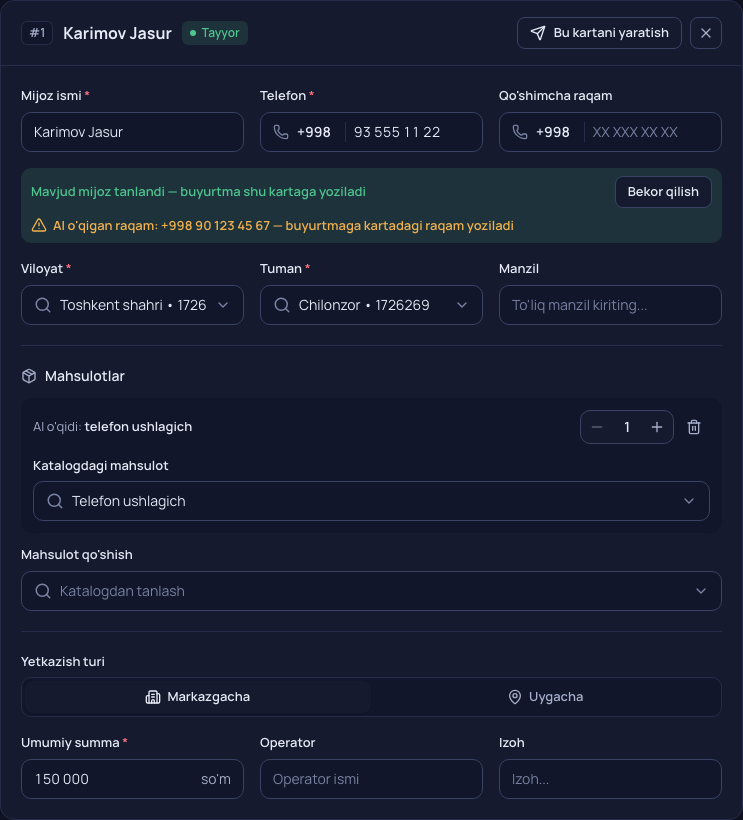 #1 Karimov Jasur Tayyor Bu kartani yaratish
Mijoz ismi * Telefon * Qo'shimcha raqam
Karimov Jasur +998 93 555 11 22 +998 XX XXX XX XX
Mavjud mijoz tanlandi — buyurtma shu kartaga yoziladi Bekor qilish
AI o'qigan raqam: +998 90 123 45 67 — buyurtmaga kartadagi raqam yoziladi
Viloyat * Tuman * Manzil
Toshkent shahri • 1726 Chilonzor • 1726269 To'liq manzil kiriting...
Mahsulotlar
AI o'qidi: telefon ushlagich 1
Katalogdagi mahsulot
Telefon ushlagich
Mahsulot qo'shish
Katalogdan tanlash
Yetkazish turi
Markazgacha Uygacha
Umumiy summa * Operator Izoh
150 000 so'm Operator ismi Izoh...